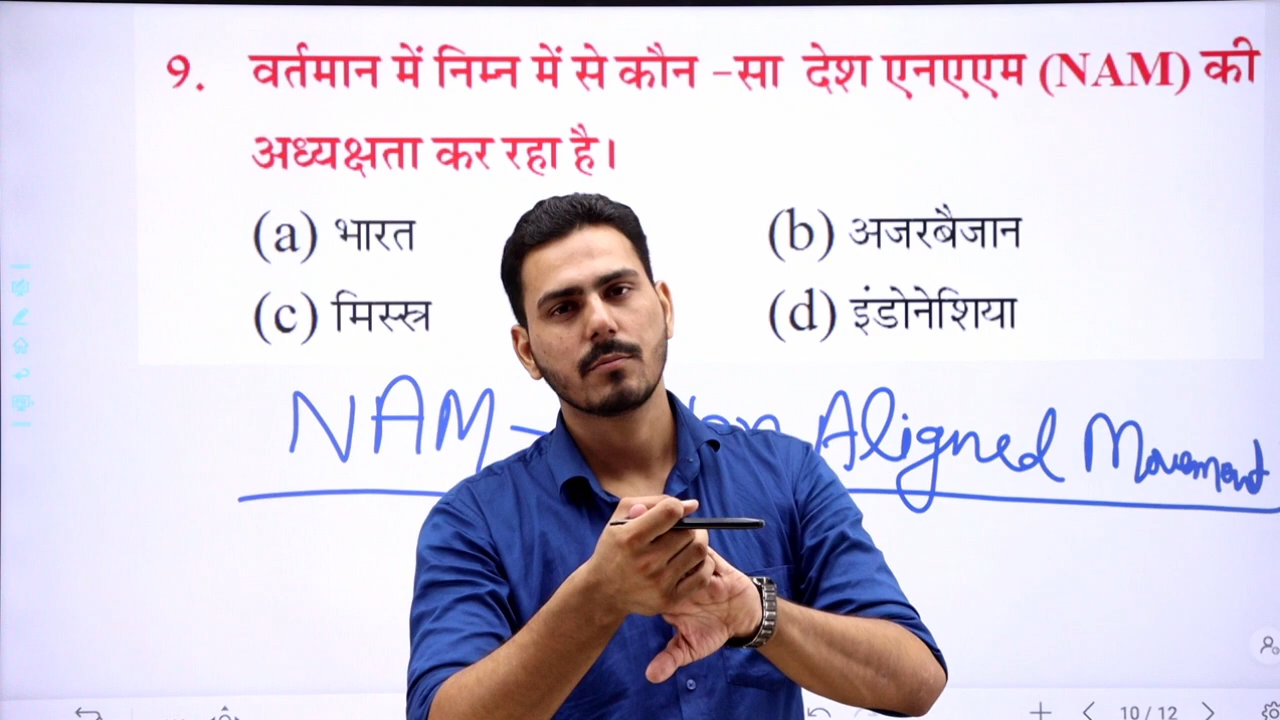 9. वर्तमान में निम्न में से कौन -सा देश एनएएम (NAM) की
अध्यक्षता कर रहा है।
(a) भारत (b) अजरबैजान
(c) मिस्स्त्र (d) इंडोनेशिया
NAM - Aligned Movement
10/12